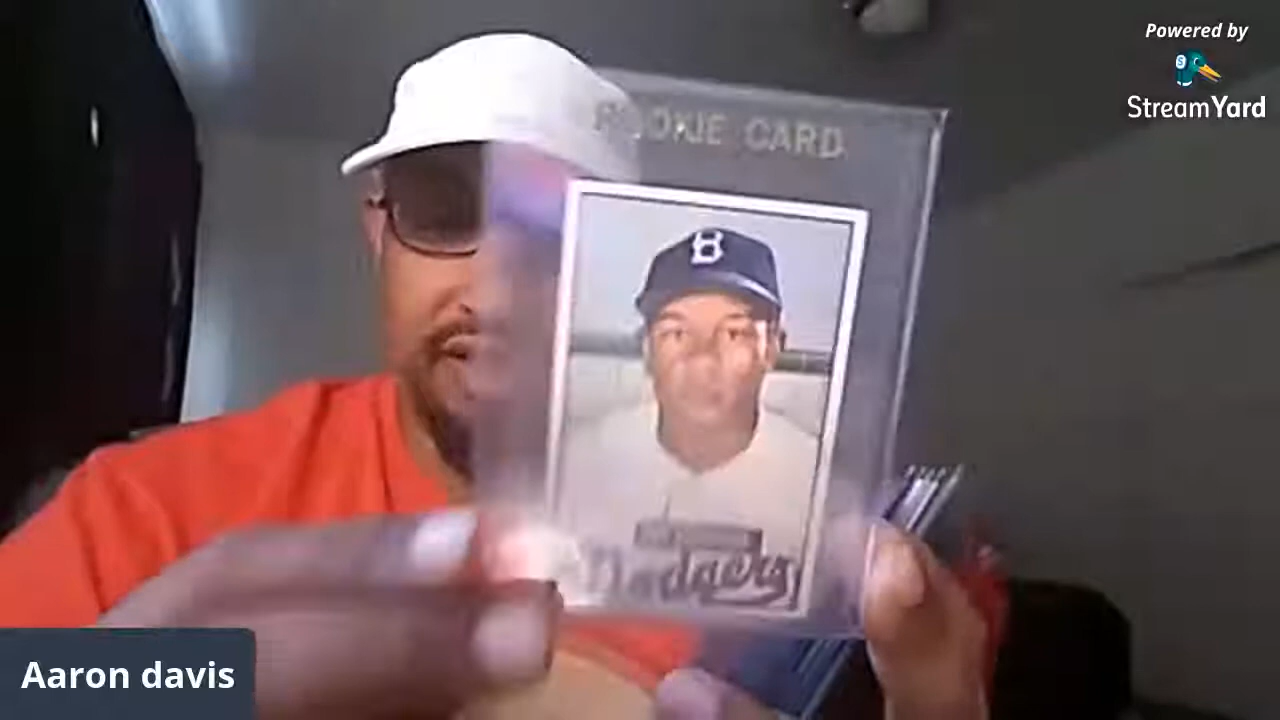 Powered by
StreamYard
ROOKIE CARD
B
Dodgers
Aaron davis